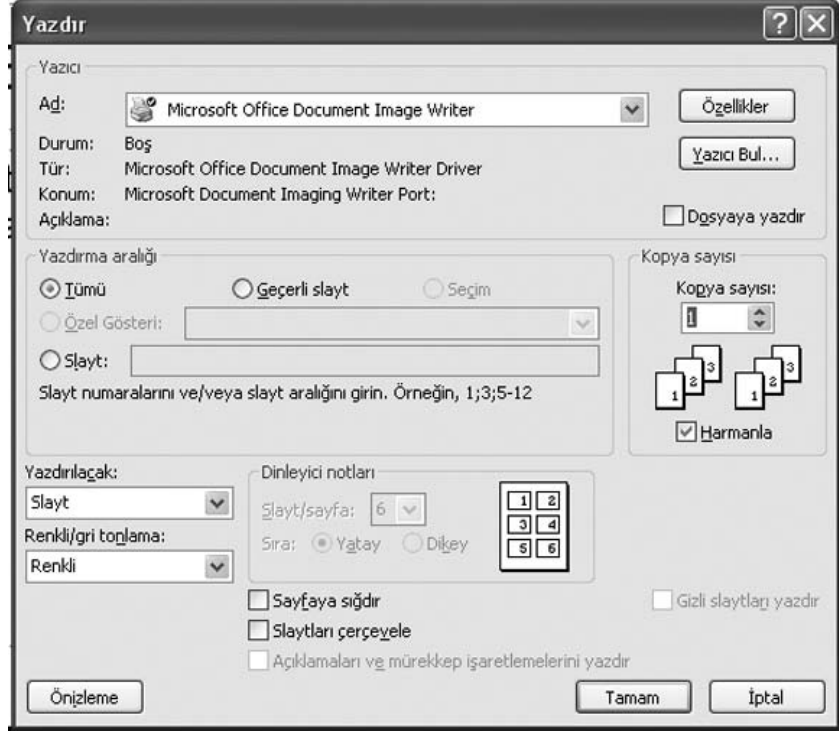 Yazdır
Yazıcı
Ad: Microsoft Office Document Image Writer Özellikler
Durum: Boş
Yazıcı Bul...
Tür: Microsoft Office Document Image Writer Driver
Konum: Microsoft Document Imaging Writer Port:
Açıklama: Dosyaya yazdır
Yazdırma aralığı
Tümü Geçerli slayt Seçim
Özel Gösteri:
Slayt:
Slayt numaralarını ve/veya slayt aralığını girin. Örneğin, 1;3;5-12
Kopya sayısı
Kopya sayısı:
1
1 2 3 1 2 3
Harmanla
Yazdırılacak:
Slayt
Renkli/gri tonlama:
Renkli
Dinleyici notları
Slayt/sayfa: 6
Sıra: Yatay Dikey
1 2
3 4
5 6
Sayfaya sığdır Gizli slaytları yazdır
Slaytları çerçevele
Açıklamaları ve mürekkep işaretlemelerini yazdır
Önizleme Tamam İptal